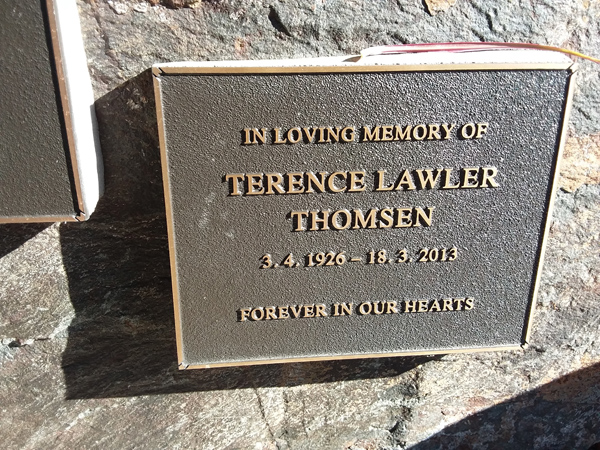 IN LOVING MEMORY OF
TERENCE LAWLER
THOMSEN
3. 4. 1926 – 18. 3. 2013
FOREVER IN OUR HEARTS